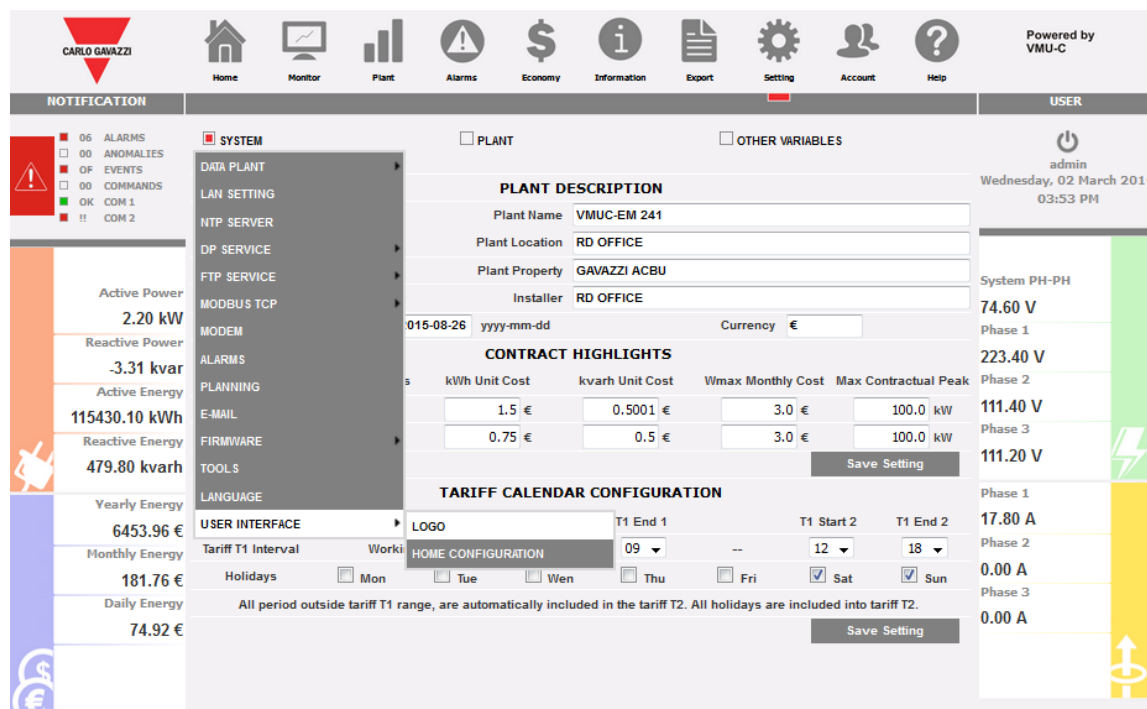 CARLO GAVAZZI
Home Monitor Plant Alarms Economy Information Export Setting Account Help
Powered by
VMU-C
NOTIFICATION
USER
06 ALARMS
00 ANOMALIES
OF EVENTS
00 COMMANDS
OK COM 1
!! COM 2
SYSTEM PLANT OTHER VARIABLES
admin
Wednesday, 02 March 201
03:53 PM
DATA PLANT
LAN SETTING
NTP SERVER
DP SERVICE
FTP SERVICE
MODBUS TCP
MODEM
ALARMS
PLANNING
E-MAIL
FIRMWARE
TOOLS
LANGUAGE
USER INTERFACE
LOGO
HOME CONFIGURATION
PLANT DESCRIPTION
Plant Name VMUC-EM 241
Plant Location RD OFFICE
Plant Property GAVAZZI ACBU
Installer RD OFFICE
015-08-26 yyyy-mm-dd Currency €
CONTRACT HIGHLIGHTS
s kWh Unit Cost kvarh Unit Cost Wmax Monthly Cost Max Contractual Peak
1.5 € 0.5001 € 3.0 € 100.0 kW
0.75 € 0.5 € 3.0 € 100.0 kW
Save Setting
TARIFF CALENDAR CONFIGURATION
T1 End 1 T1 Start 2 T1 End 2
Tariff T1 Interval Worki 09 -- 12 18
Holidays Mon Tue Wen Thu Fri Sat Sun
All period outside tariff T1 range, are automatically included in the tariff T2. All holidays are included into tariff T2.
Save Setting
Active Power
2.20 kW
Reactive Power
-3.31 kvar
Active Energy
115430.10 kWh
Reactive Energy
479.80 kvarh
Yearly Energy
6453.96 €
Monthly Energy
181.76 €
Daily Energy
74.92 €
System PH-PH
74.60 V
Phase 1
223.40 V
Phase 2
111.40 V
Phase 3
111.20 V
Phase 1
17.80 A
Phase 2
0.00 A
Phase 3
0.00 A